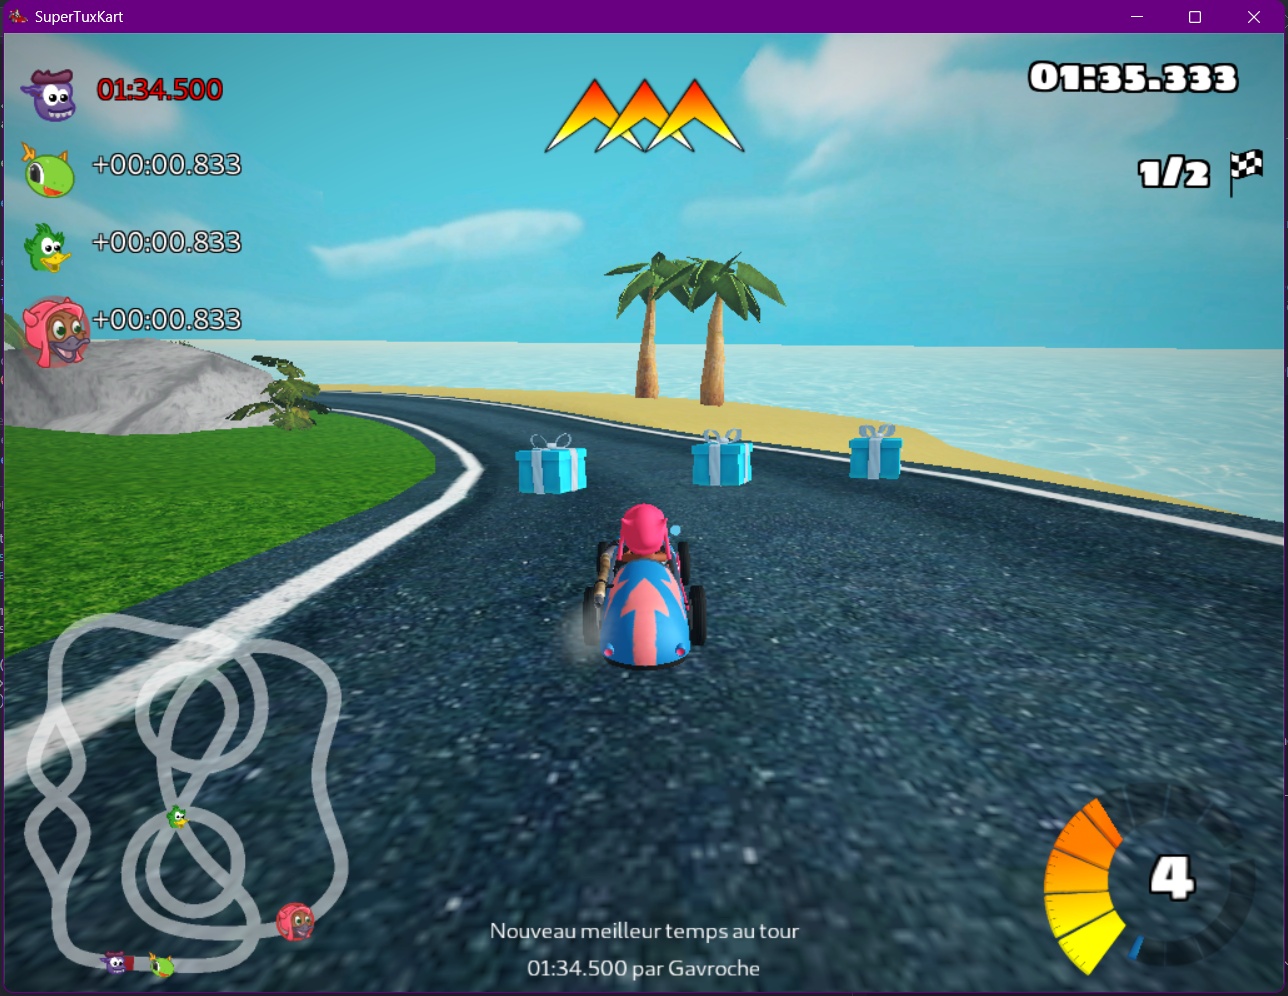 SuperTuxKart
01:34.500
01:35.333
+00:00.833
1/2
+00:00.833
+00:00.833
4
Nouveau meilleur temps au tour
01:34.500 par Gavroche